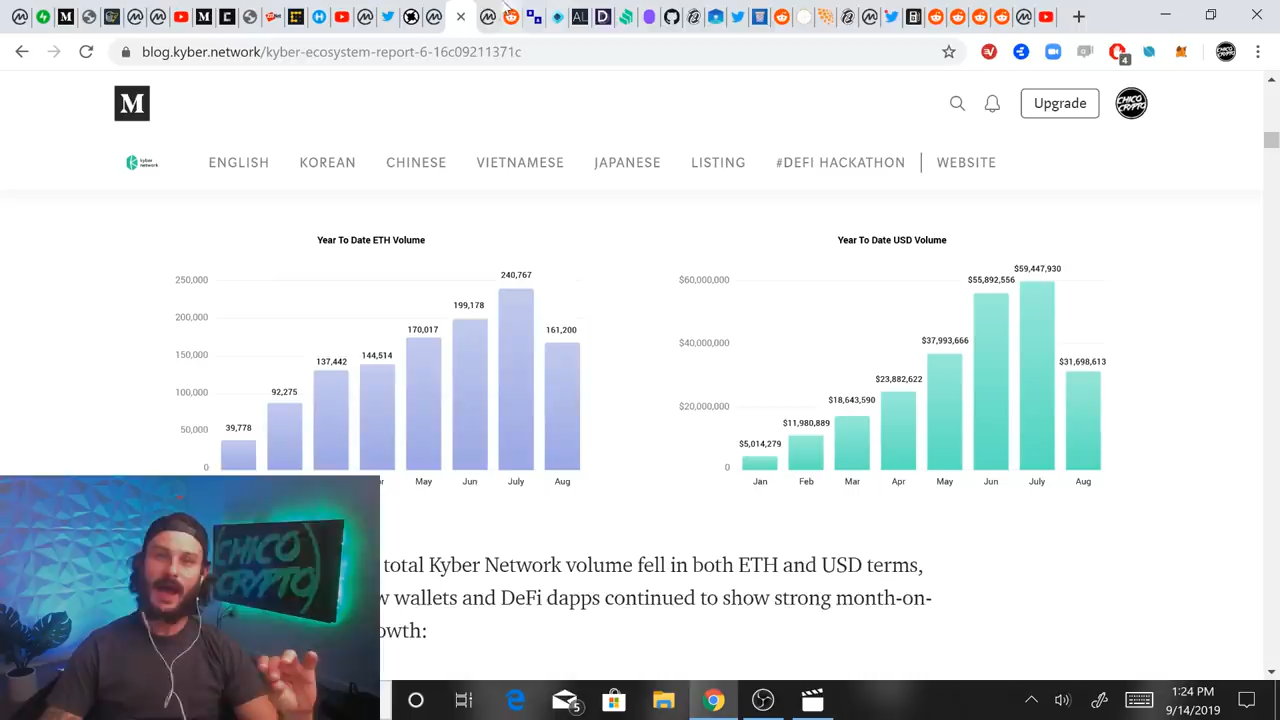 blog.kyber.network/kyber-ecosystem-report-6-16c09211371c
4
M
Upgrade
CHICO
CRYPTO
kyber
network
ENGLISH
KOREAN
CHINESE
VIETNAMESE
JAPANESE
LISTING
#DEFI HACKATHON
WEBSITE
Year To Date ETH Volume
250,000
200,000
150,000
100,000
50,000
0
39,778
92,275
137,442
144,514
170,017
199,178
240,767
161,200
May
Jun
July
Aug
Year To Date USD Volume
$60,000,000
$40,000,000
$20,000,000
0
$5,014,279
$11,980,889
$18,643,590
$23,882,622
$37,993,666
$55,892,556
$59,447,930
$31,698,613
Jan
Feb
Mar
Apr
May
Jun
July
Aug
total Kyber Network volume fell in both ETH and USD terms,
wallets and DeFi dapps continued to show strong month-on-
CHICO
CRYPTO
5
1:24 PM
9/14/2019